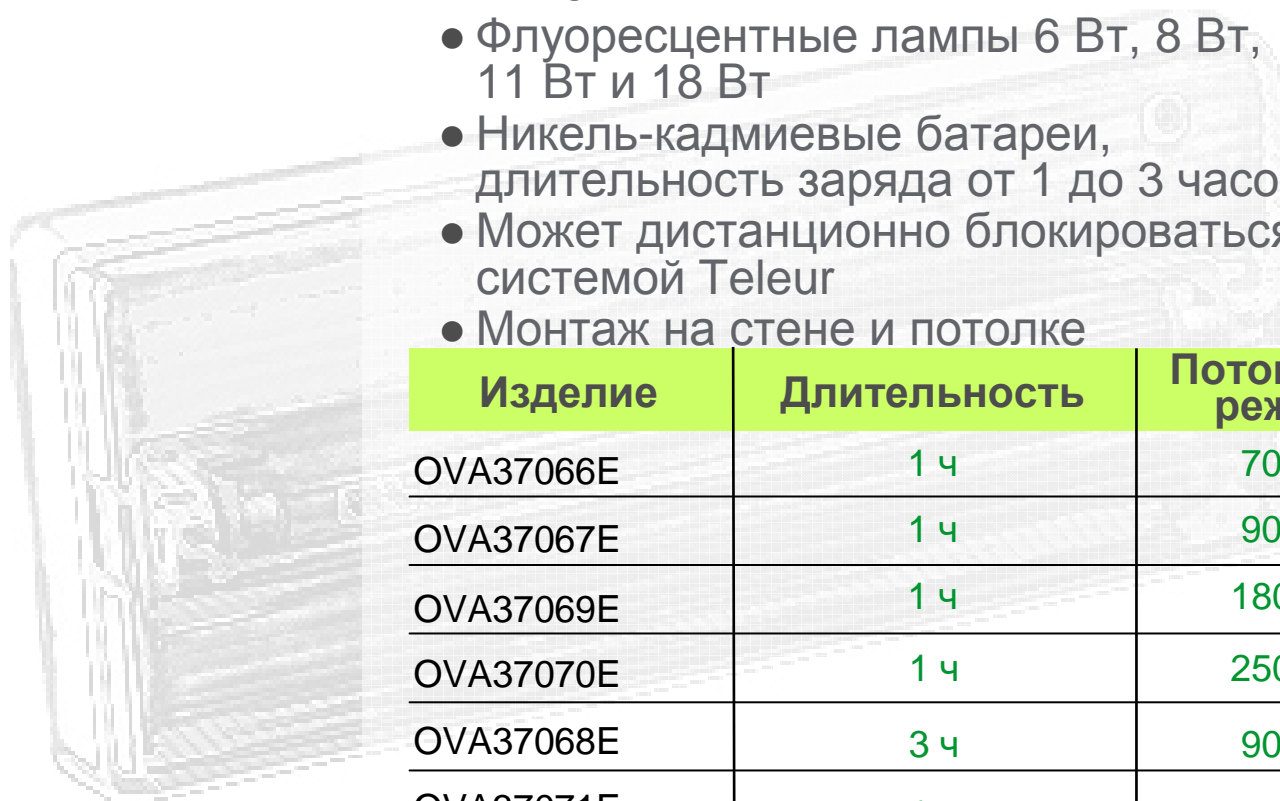 ● Флуоресцентные лампы 6 Вт, 8 Вт,
11 Вт и 18 Вт
● Никель-кадмиевые батареи,
длительность заряда от 1 до 3 часо
● Может дистанционно блокироваться
системой Teleur
● Монтаж на стене и потолке
Изделие Длительность
OVA37066E 1 ч 70
OVA37067E 1 ч 90
OVA37069E 1 ч 180
OVA37070E 1 ч 250
OVA37068E 3 ч 90
OVA37071E